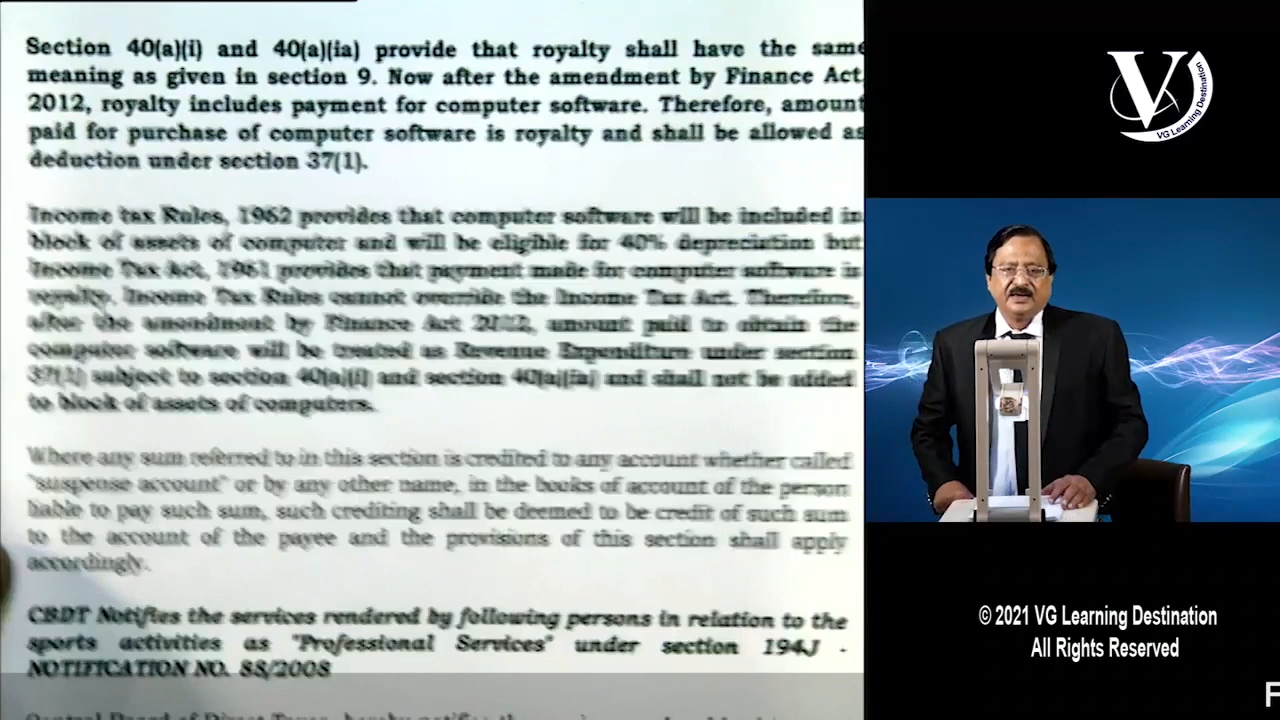 Section 40(a)(i) and 40(a)(ia) provide that royalty shall have the same
meaning as given in section 9. Now after the amendment by Finance Act,
2012, royalty includes payment for computer software. Therefore, amount
paid for purchase of computer software is royalty and shall be allowed as
deduction under section 37(1).
Income tax Rules, 1962 provides that computer software will be included in
block of assets of computer and will be eligible for 40% depreciation but
Income Tax Act, 1961 provides that payment made for computer software is
royalty. Income Tax Rules cannot override the Income Tax Act. Therefore,
after the amendment by Finance Act 2012, amount paid to obtain the
computer software will be treated as Revenue Expenditure under section
37(1) subject to section 40(a)(i) and section 40(a)(ia) and shall not be added
to block of assets of computers.
Where any sum referred to in this section is credited to any account whether called
"suspense account" or by any other name, in the books of account of the person
liable to pay such sum, such crediting shall be deemed to be credit of such sum
to the account of the payee and the provisions of this section shall apply
accordingly.
CBDT Notifies the services rendered by following persons in relation to the
sports activities as "Professional Services" under section 194J -
NOTIFICATION NO. 88/2008
Central Board of Direct Taxes, hereby notifies the
V
VG Learning Destination
© 2021 VG Learning Destination
All Rights Reserved
F